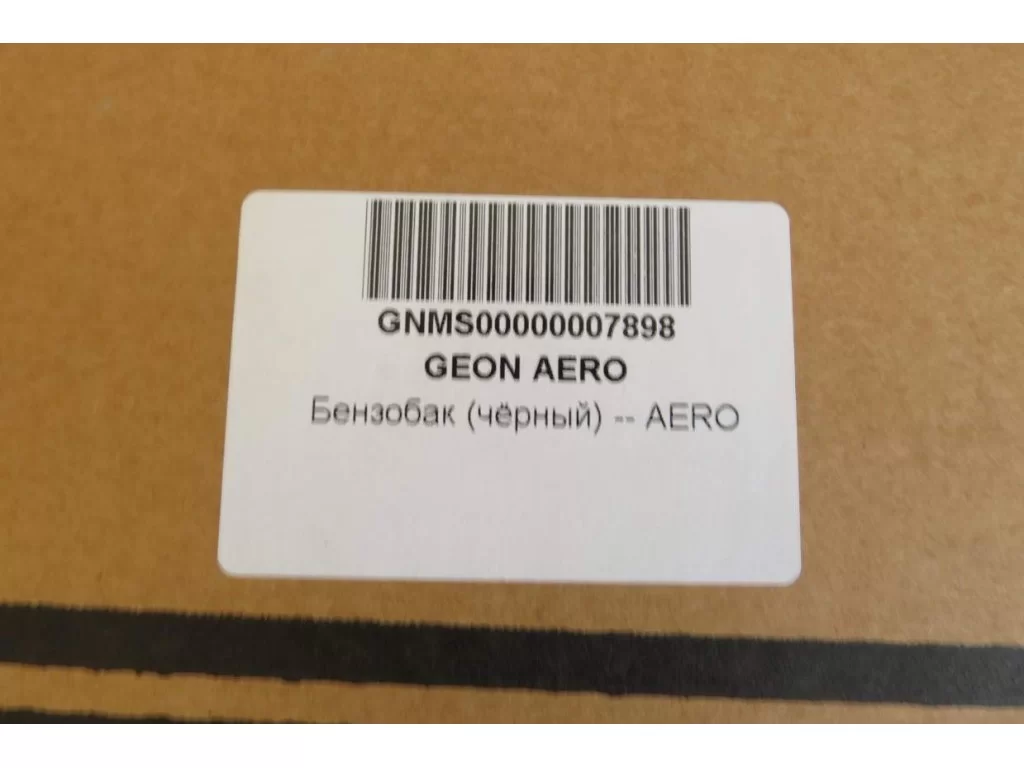 GNMS00000007898
GEON AERO
Бензобак (чёрный) -- AERO